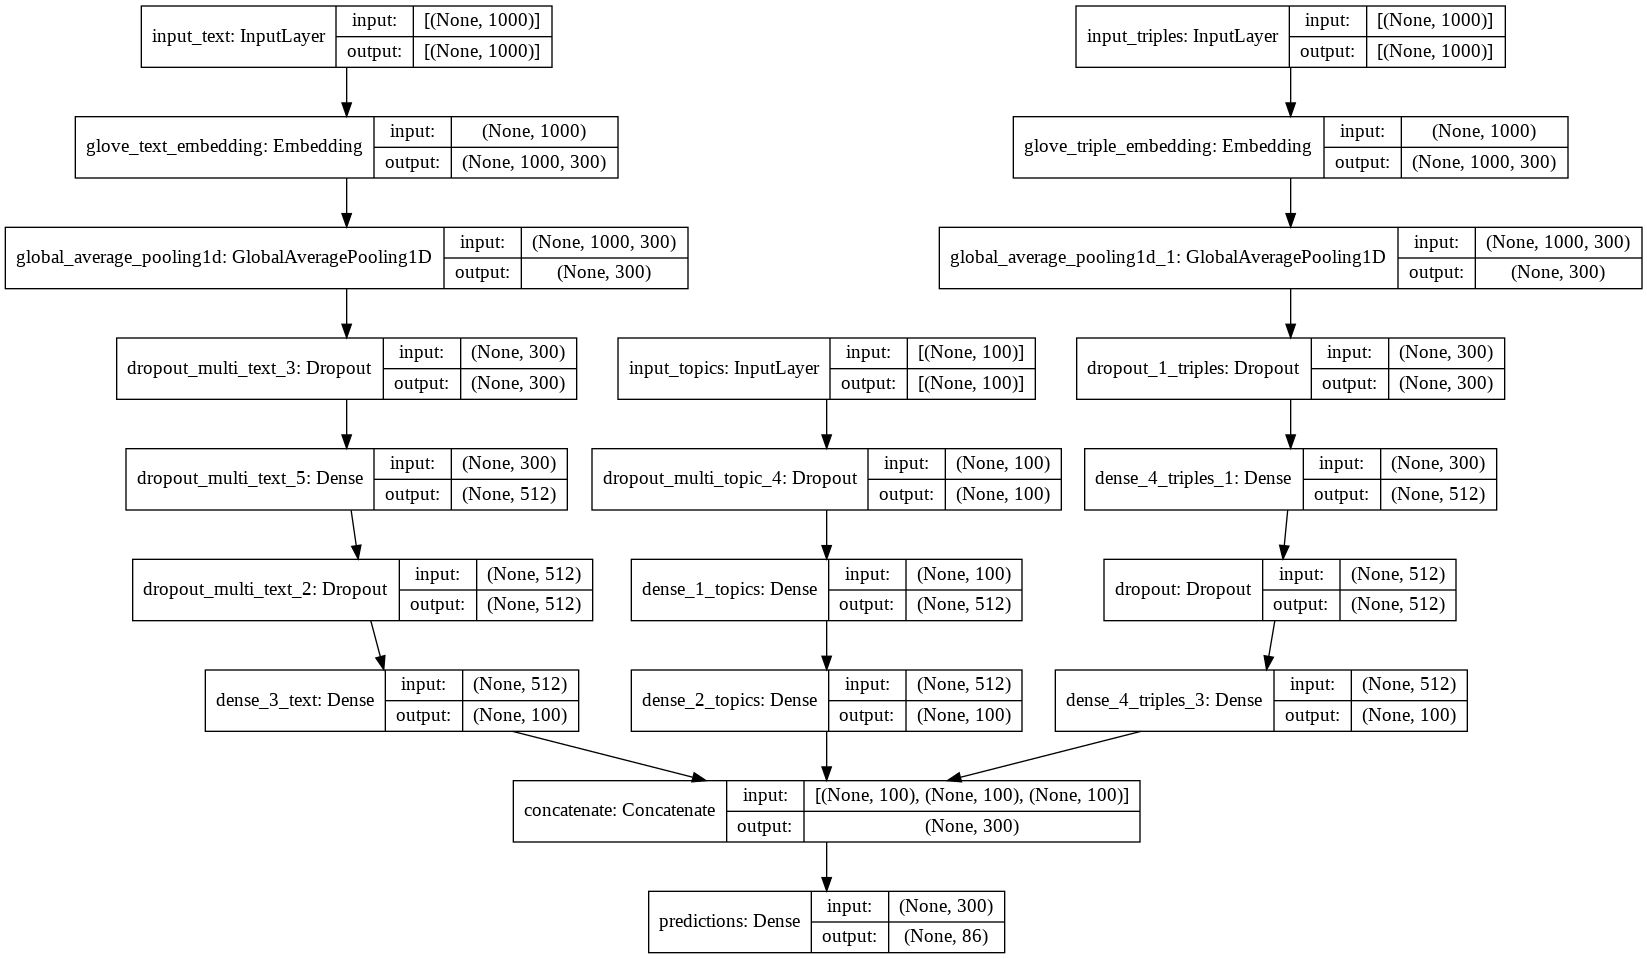 input_text: InputLayer
input: [(None, 1000)]
output: [(None, 1000)]
input_triples: InputLayer
input: [(None, 1000)]
output: [(None, 1000)]
glove_text_embedding: Embedding
input: (None, 1000)
output: (None, 1000, 300)
glove_triple_embedding: Embedding
input: (None, 1000)
output: (None, 1000, 300)
global_average_pooling1d: GlobalAveragePooling1D
input: (None, 1000, 300)
output: (None, 300)
global_average_pooling1d_1: GlobalAveragePooling1D
input: (None, 1000, 300)
output: (None, 300)
dropout_multi_text_3: Dropout
input: (None, 300)
output: (None, 300)
input_topics: InputLayer
input: [(None, 100)]
output: [(None, 100)]
dropout_1_triples: Dropout
input: (None, 300)
output: (None, 300)
dropout_multi_text_5: Dense
input: (None, 300)
output: (None, 512)
dropout_multi_topic_4: Dropout
input: (None, 100)
output: (None, 100)
dense_4_triples_1: Dense
input: (None, 300)
output: (None, 512)
dropout_multi_text_2: Dropout
input: (None, 512)
output: (None, 512)
dense_1_topics: Dense
input: (None, 100)
output: (None, 512)
dropout: Dropout
input: (None, 512)
output: (None, 512)
dense_3_text: Dense
input: (None, 512)
output: (None, 100)
dense_2_topics: Dense
input: (None, 512)
output: (None, 100)
dense_4_triples_3: Dense
input: (None, 512)
output: (None, 100)
concatenate: Concatenate
input: [(None, 100), (None, 100), (None, 100)]
output: (None, 300)
predictions: Dense
input: (None, 300)
output: (None, 86)